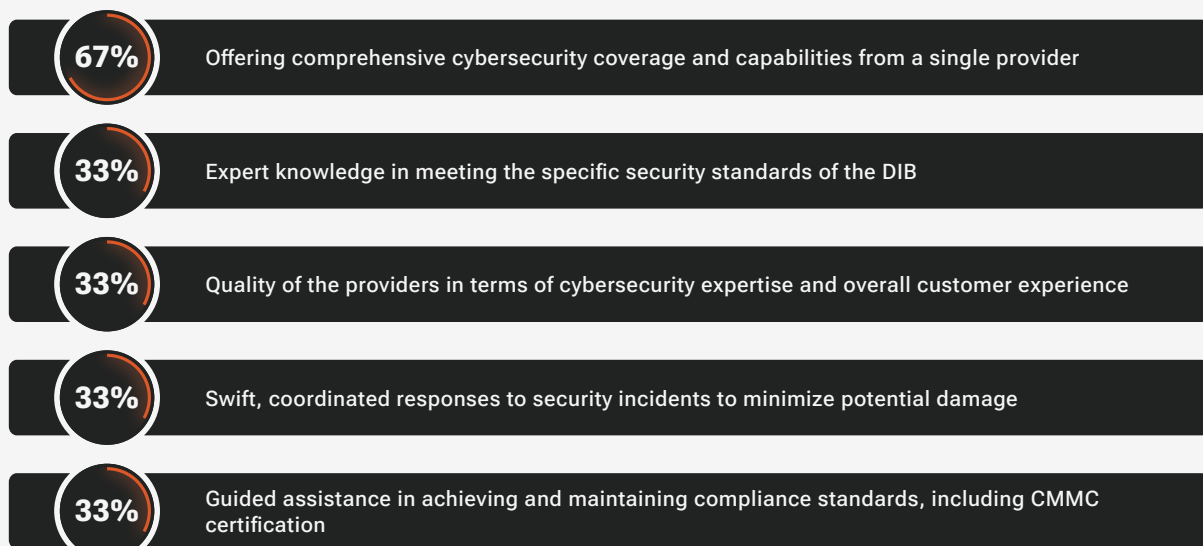 67%
Offering comprehensive cybersecurity coverage and capabilities from a single provider
33%
Expert knowledge in meeting the specific security standards of the DIB
33%
Quality of the providers in terms of cybersecurity expertise and overall customer experience
33%
Swift, coordinated responses to security incidents to minimize potential damage
33%
Guided assistance in achieving and maintaining compliance standards, including CMMC
certification